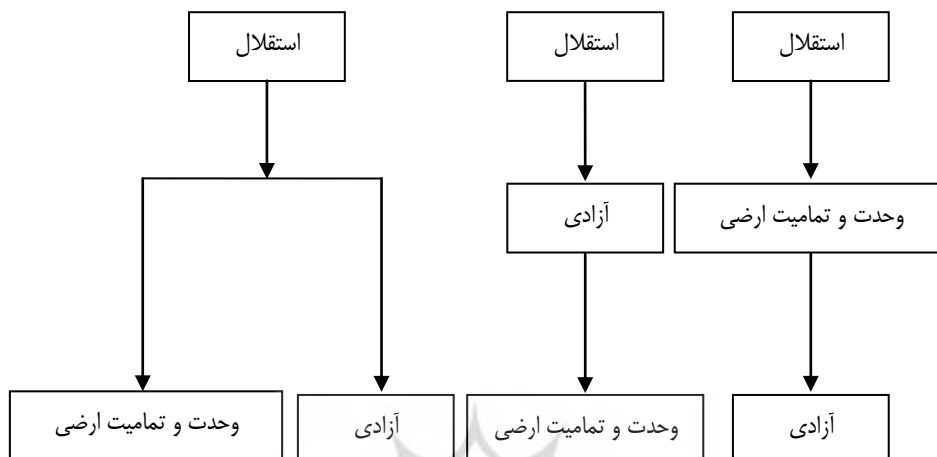 استقلال
استقلال
استقلال
وحدت و تمامیت ارضی
آزادی
آزادی
وحدت و تمامیت ارضی
آزادی
وحدت و تمامیت ارضی